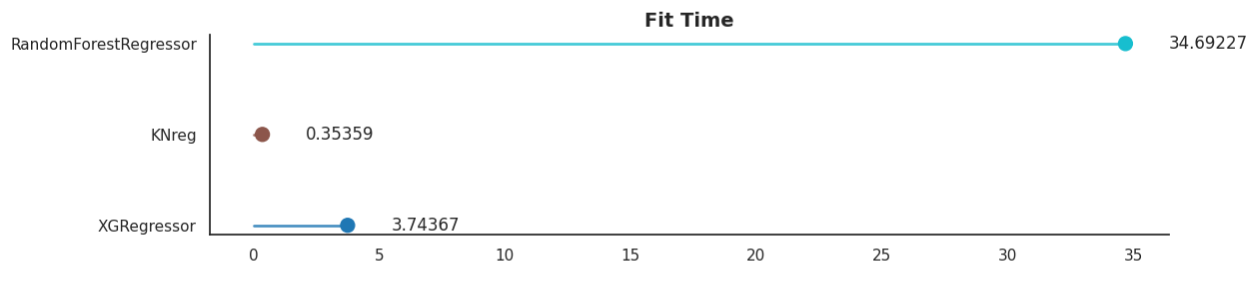 Fit Time
RandomForestRegressor
34.69227
KNreg
0.35359
XGRegressor
3.74367
0 5 10 15 20 25 30 35